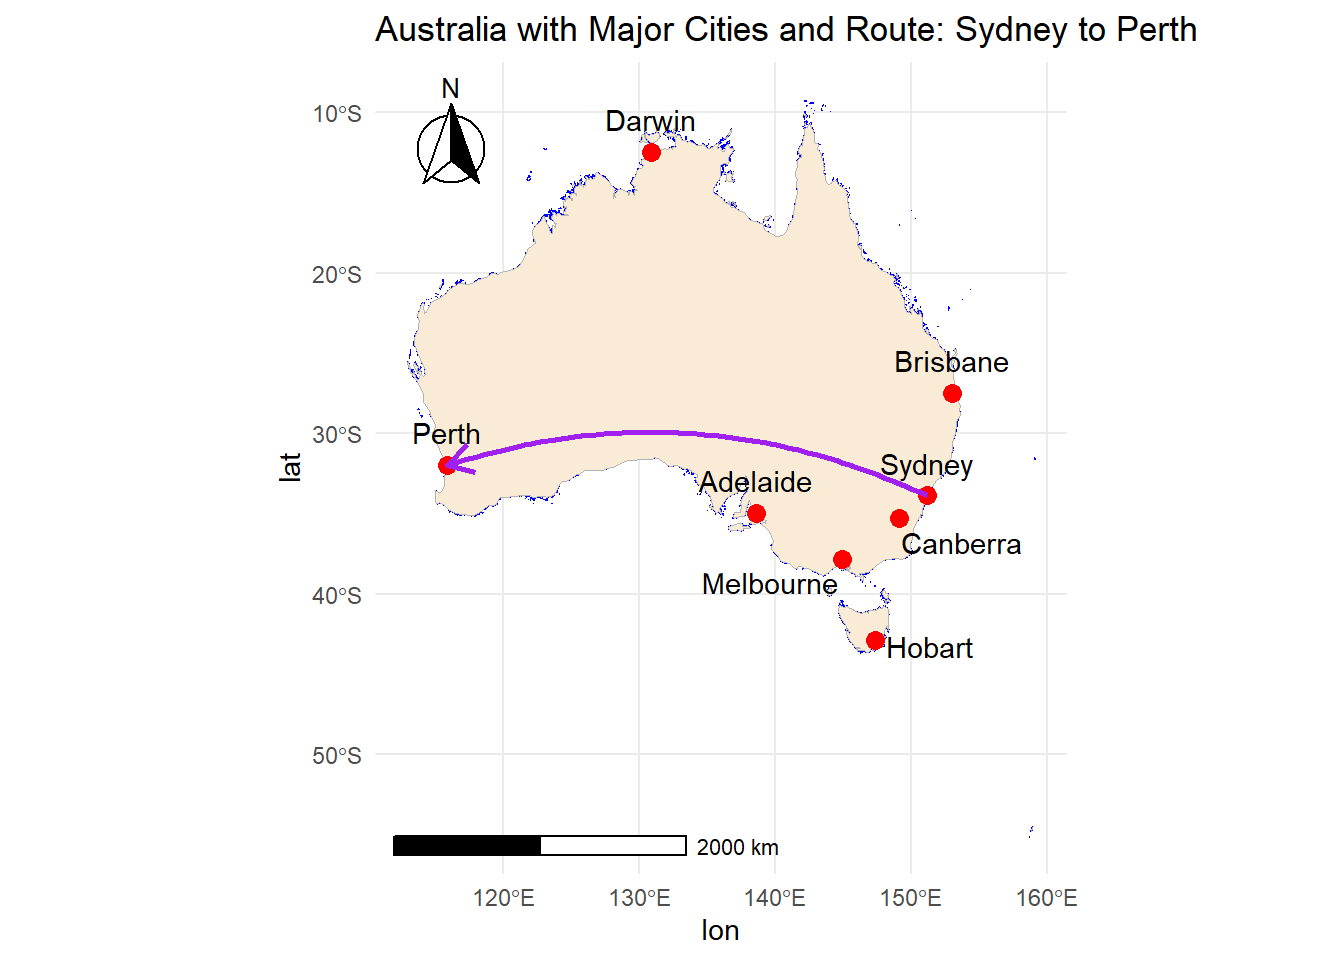 Australia with Major Cities and Route: Sydney to Perth
N
10°S
Darwin
20°S
Brisbane
30°S
Perth
Sydney
lat
Adelaide
Canberra
Melbourne
40°S
Hobart
50°S
2000 km
120°E
130°E
140°E
150°E
160°E
lon